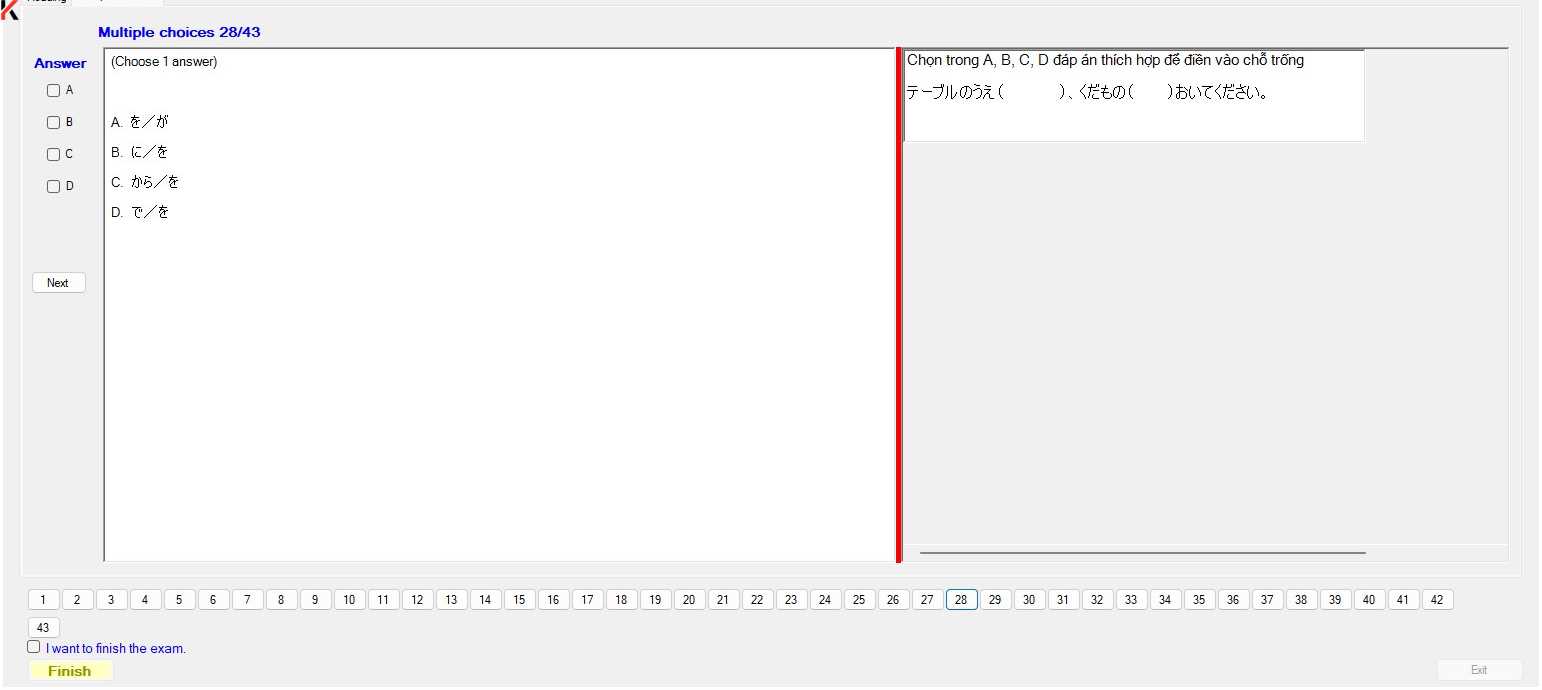 Multiple choices 28/43
Answer
A
B
C
D
Next
(Choose 1 answer)
A. を／が
B. に／を
C. から／を
D. で／を
Chọn trong A, B, C, D đáp án thích hợp để điền vào chỗ trống
テーブルのうえ( )、くだもの( )おいてください。
1 2 3 4 5 6 7 8 9 10 11 12 13 14 15 16 17 18 19 20 21 22 23 24 25 26 27 28 29 30 31 32 33 34 35 36 37 38 39 40 41 42
43
I want to finish the exam.
Finish
Exit